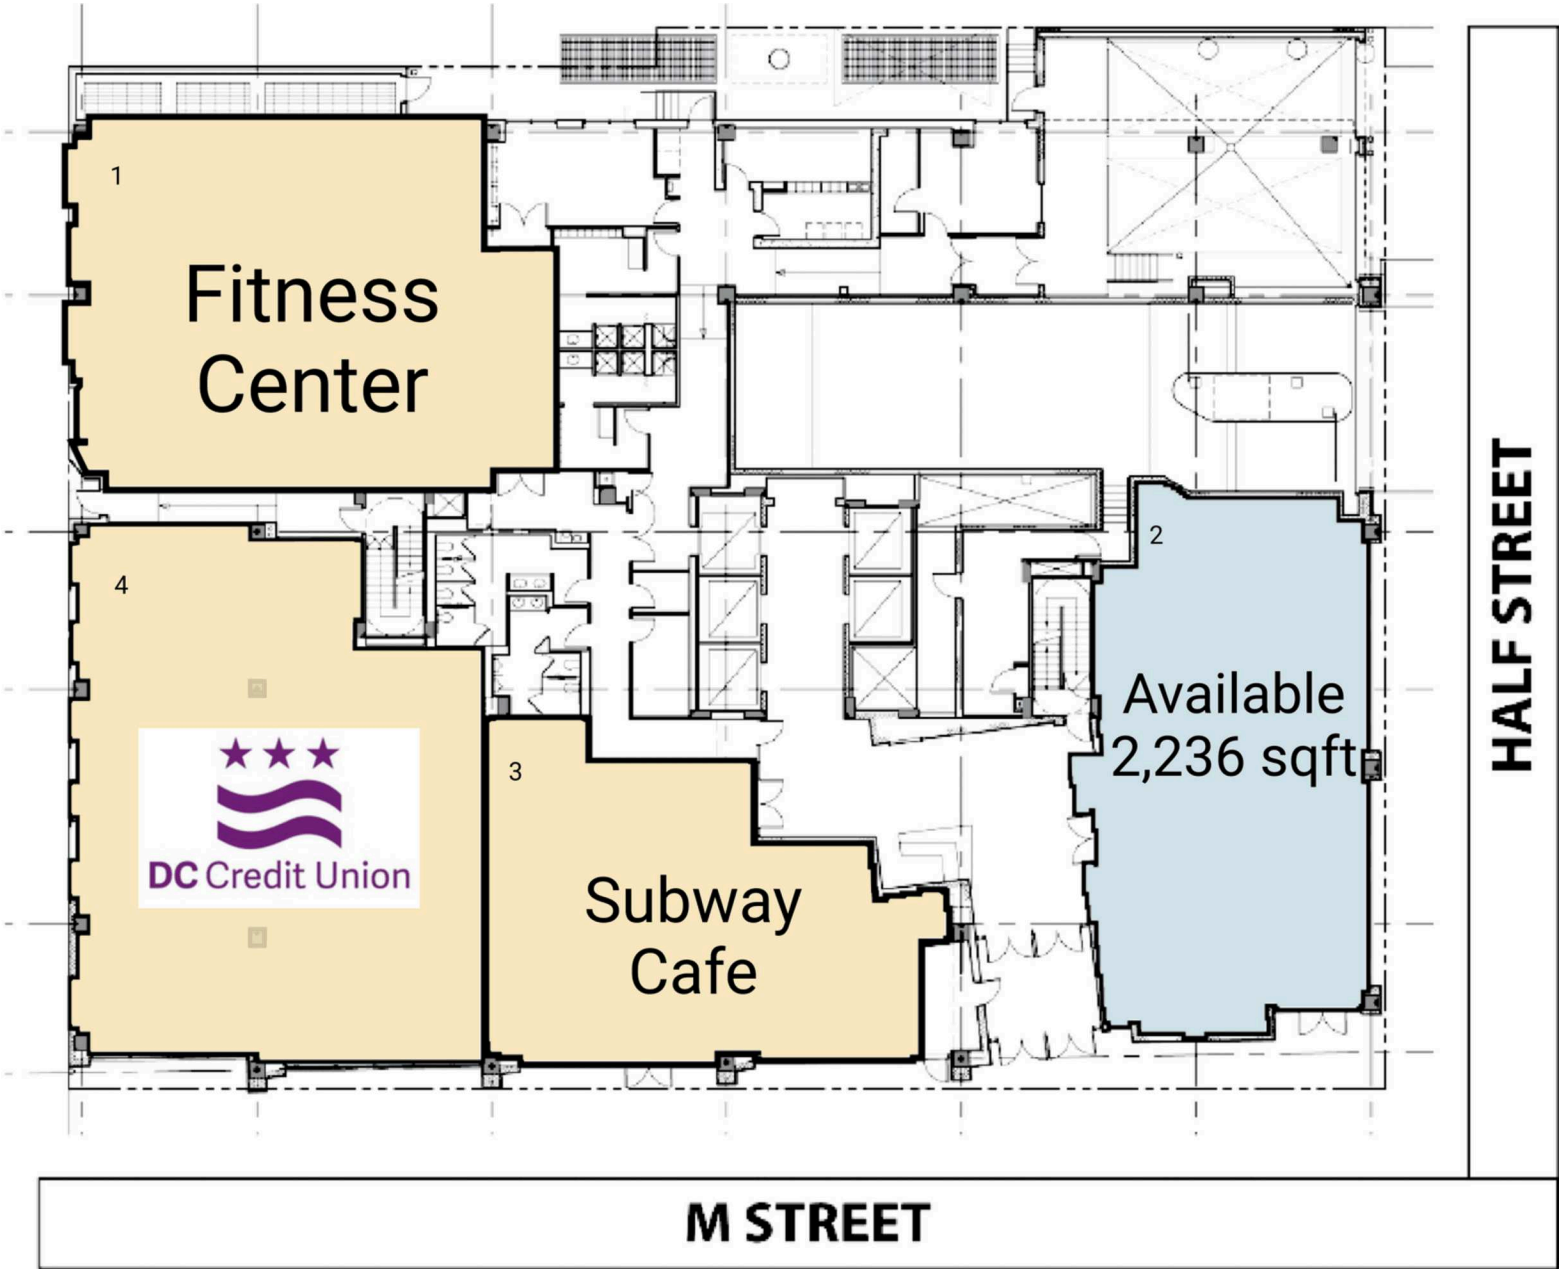 1
Fitness
Center
2
Available
2,236 sqft
HALF STREET
4
DC Credit Union
3
Subway
Cafe
M STREET